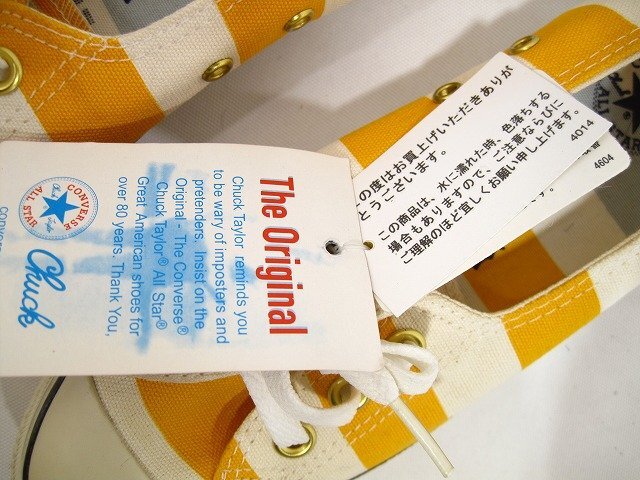 The Original
Chuck Taylor reminds you
to be wary of imposters and
pretenders. Insist on the
Original - The Converse®
Chuck Taylor® All Star®
Great American shoes for
over 80 years. Thank You,
Chuck
CONVERSE
ALL STAR
の度はお買上げいただきありが
とうございます。
この商品は、水に濡れた時、色落ちする
場合もありますので、ご注意ならびに
ご理解のほど宜しくお願い申し上げます。
4014
4604
ます。